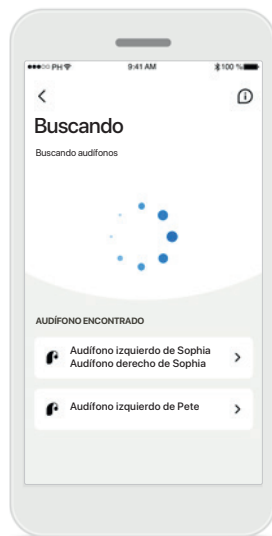 PH 9:41 AM 100 %
Buscando
Buscando audífonos
AUDÍFONO ENCONTRADO
Audífono izquierdo de Sophia
Audífono derecho de Sophia
Audífono izquierdo de Pete